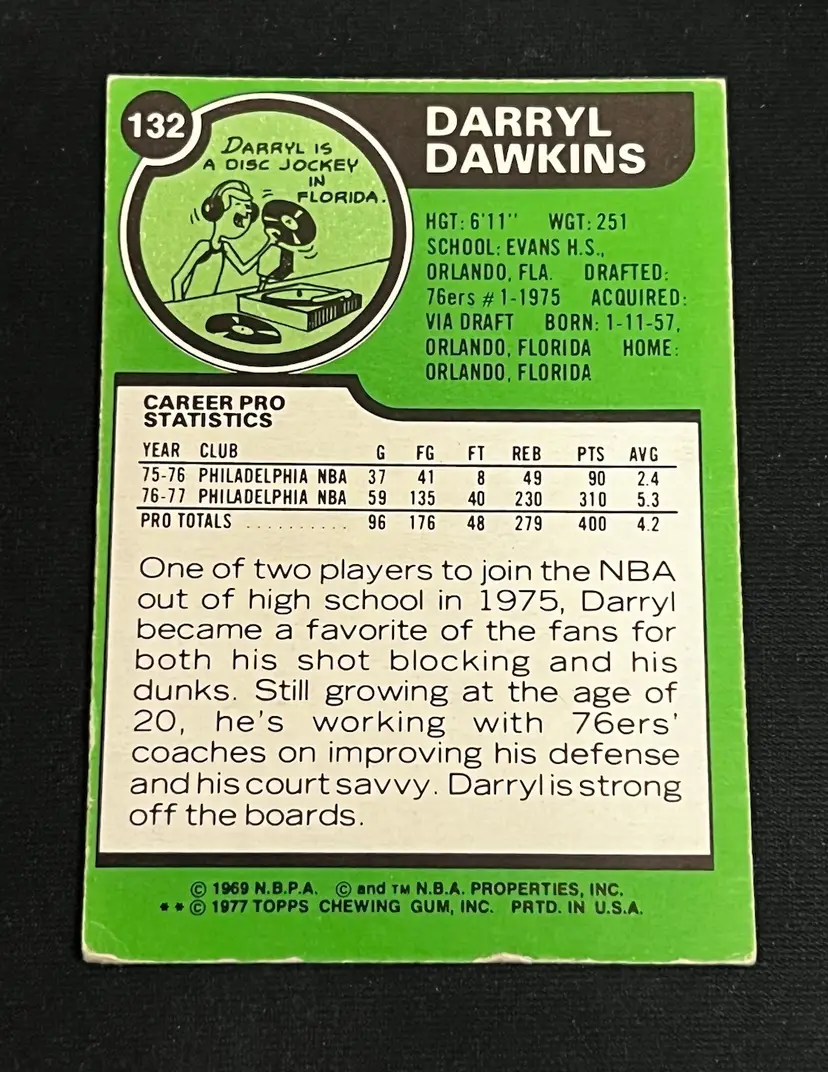 132
DARRYL IS
A DISC JOCKEY
IN
FLORIDA.
DARRYL
DAWKINS
HGT: 6'11" WGT: 251
SCHOOL: EVANS H.S.,
ORLANDO, FLA. DRAFTED:
76ers #1-1975 ACQUIRED:
VIA DRAFT BORN: 1-11-57,
ORLANDO, FLORIDA HOME:
ORLANDO, FLORIDA
CAREER PRO
STATISTICS
YEAR CLUB G FG FT REB PTS AVG
75-76 PHILADELPHIA NBA 37 41 8 49 90 2.4
76-77 PHILADELPHIA NBA 59 135 40 230 310 5.3
PRO TOTALS .......... 96 176 48 279 400 4.2
One of two players to join the NBA
out of high school in 1975, Darryl
became a favorite of the fans for
both his shot blocking and his
dunks. Still growing at the age of
20, he's working with 76ers'
coaches on improving his defense
and his court savvy. Darryl is strong
off the boards.
© 1969 N.B.P.A. © and TM N.B.A. PROPERTIES, INC.
**© 1977 TOPPS CHEWING GUM, INC. PRTD. IN U.S.A.